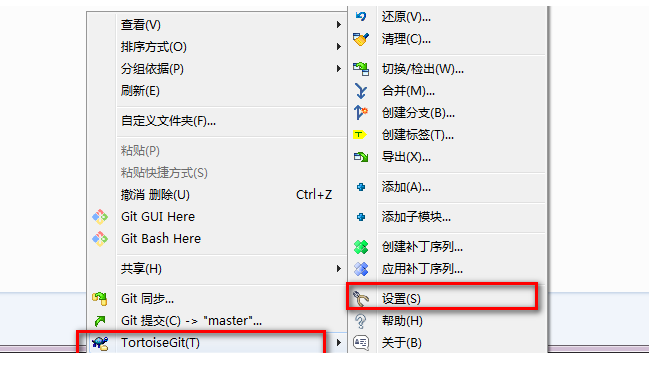 查看(V)
排序方式(O)
分组依据(P)
刷新(E)
自定义文件夹(F)...
粘贴(P)
粘贴快捷方式(S)
撤消 删除(U) Ctrl+Z
Git GUI Here
Git Bash Here
共享(H)
Git 同步...
Git 提交(C) -> "master"...
TortoiseGit(T)
还原(V)...
清理(C)...
切换/检出(W)...
合并(M)...
创建分支(B)...
创建标签(T)...
导出(X)...
添加(A)...
添加子模块...
创建补丁序列...
应用补丁序列...
设置(S)
帮助(H)
关于(B)